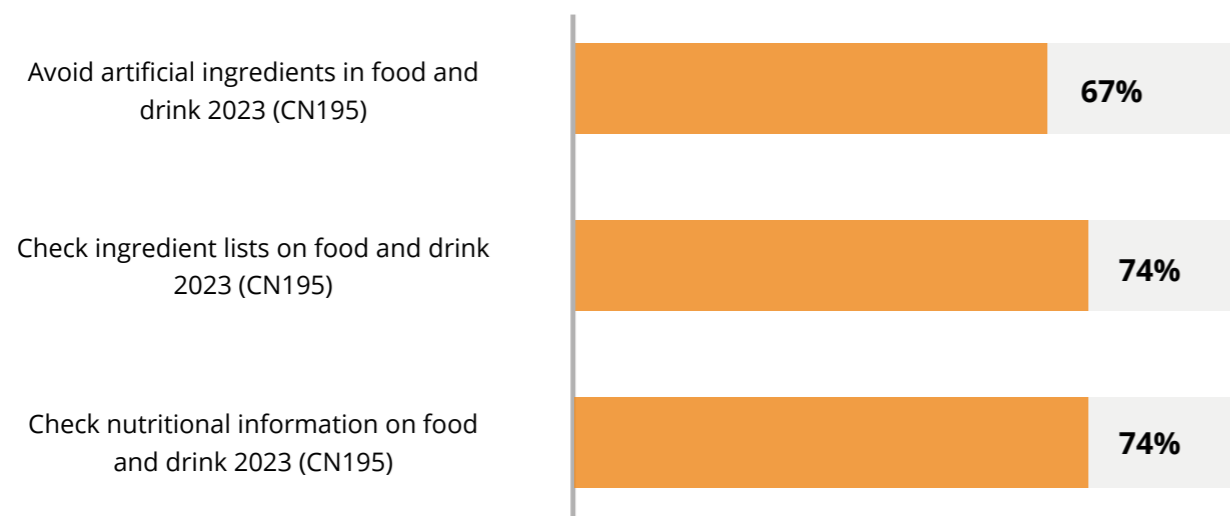 Avoid artificial ingredients in food and
drink 2023 (CN195)
67%
Check ingredient lists on food and drink
2023 (CN195)
74%
Check nutritional information on food
and drink 2023 (CN195)
74%